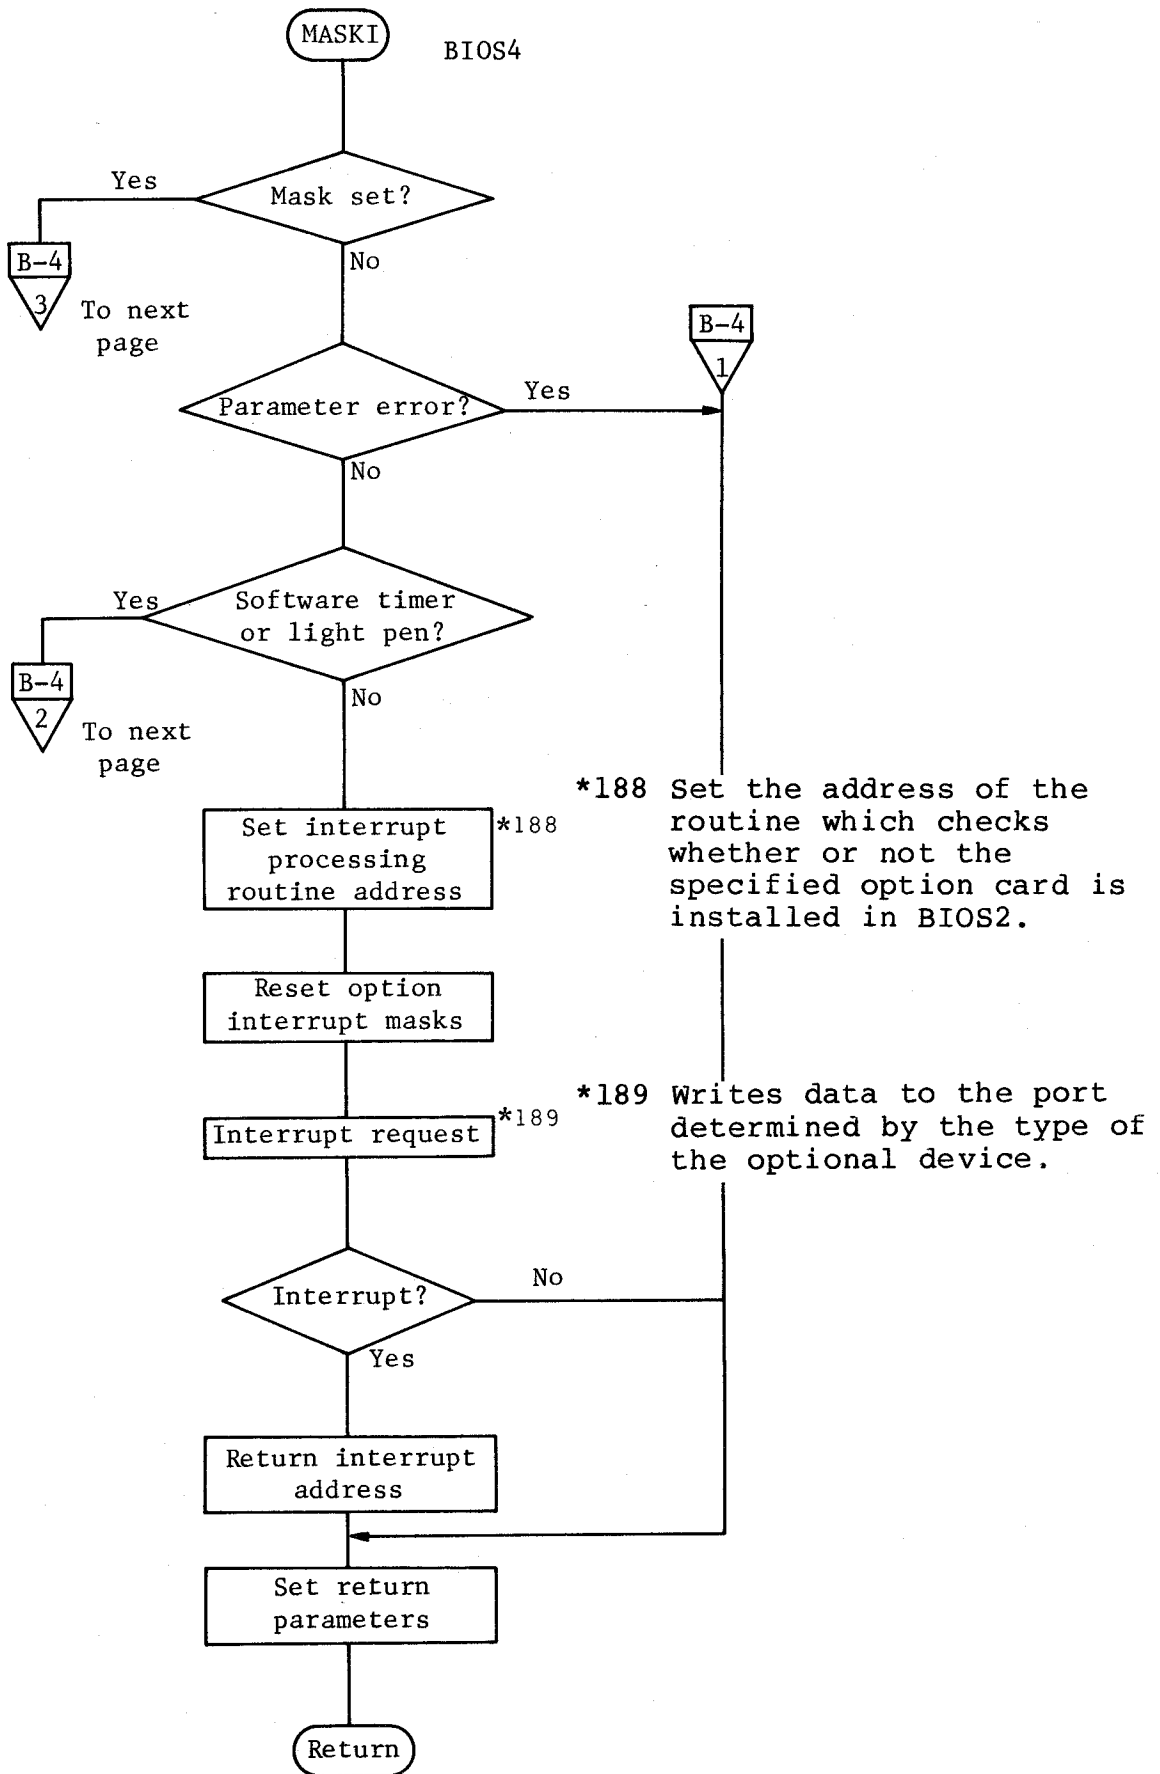 MASKI
BIOS4
Yes
Mask set?
B-4
3
To next
page
No
B-4
1
Parameter error?
Yes
No
Yes
Software timer
or light pen?
B-4
2
To next
page
No
Set interrupt
processing
routine address
*188
*188 Set the address of the
routine which checks
whether or not the
specified option card is
installed in BIOS2.
Reset option
interrupt masks
Interrupt request
*189
*189 Writes data to the port
determined by the type of
the optional device.
Interrupt?
No
Yes
Return interrupt
address
Set return
parameters
Return